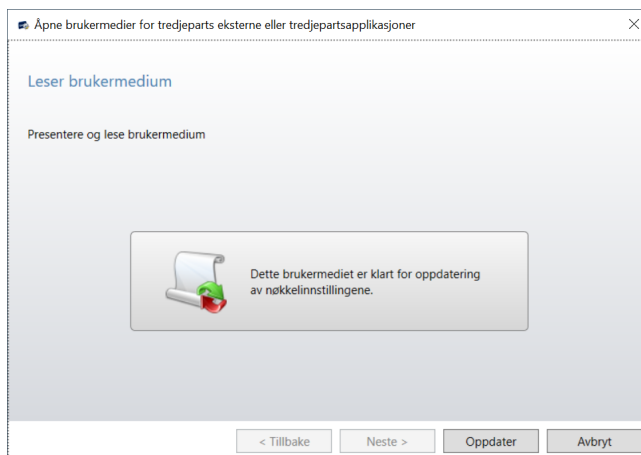 Åpne brukermedier for tredjeparts eksterne eller tredjepartsapplikasjoner
Leser brukermedium
Presentere og lese brukermedium
Dette brukermediet er klart for oppdatering
av nøkkelinnstillingene.
< Tillbake
Neste >
Oppdater
Avbryt